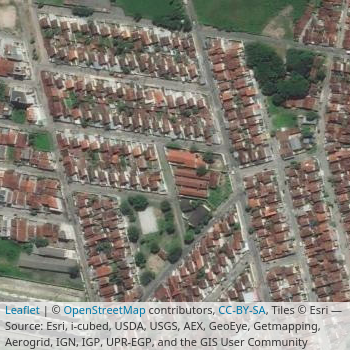 Leaflet | © OpenStreetMap contributors, CC-BY-SA, Tiles © Esri —
Source: Esri, i-cubed, USDA, USGS, AEX, GeoEye, Getmapping,
Aerogrid, IGN, IGP, UPR-EGP, and the GIS User Community